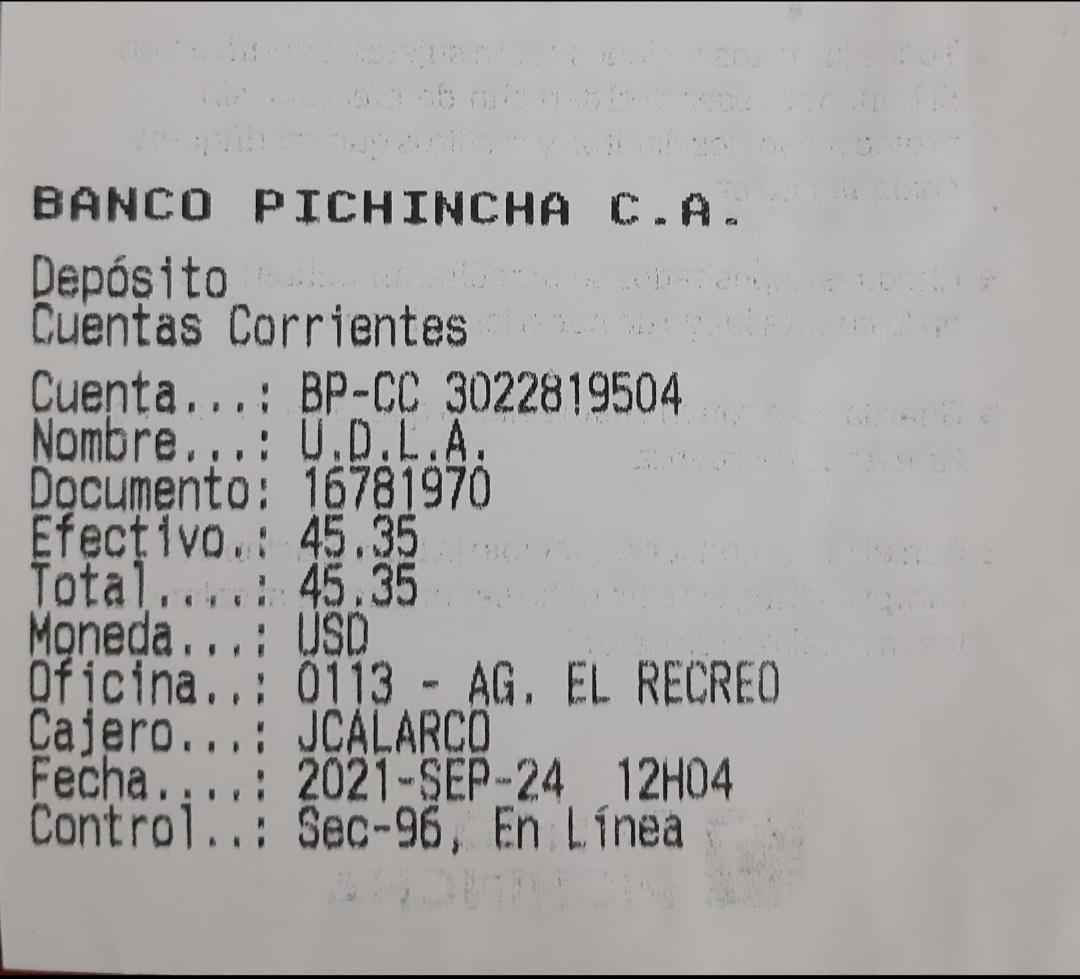 BANCO PICHINCHA C.A.
Depósito
Cuentas Corrientes
Cuenta...: BP-CC 3022819504
Nombre...: U.D.L.A.
Documento: 16781970
Efectivo.: 45.35
Total....: 45.35
Moneda...: USD
Oficina..: 0113 - AG. EL RECREO
Cajero...: JCALARCO
Fecha....: 2021-SEP-24 12H04
Control..: Sec-96, En Línea